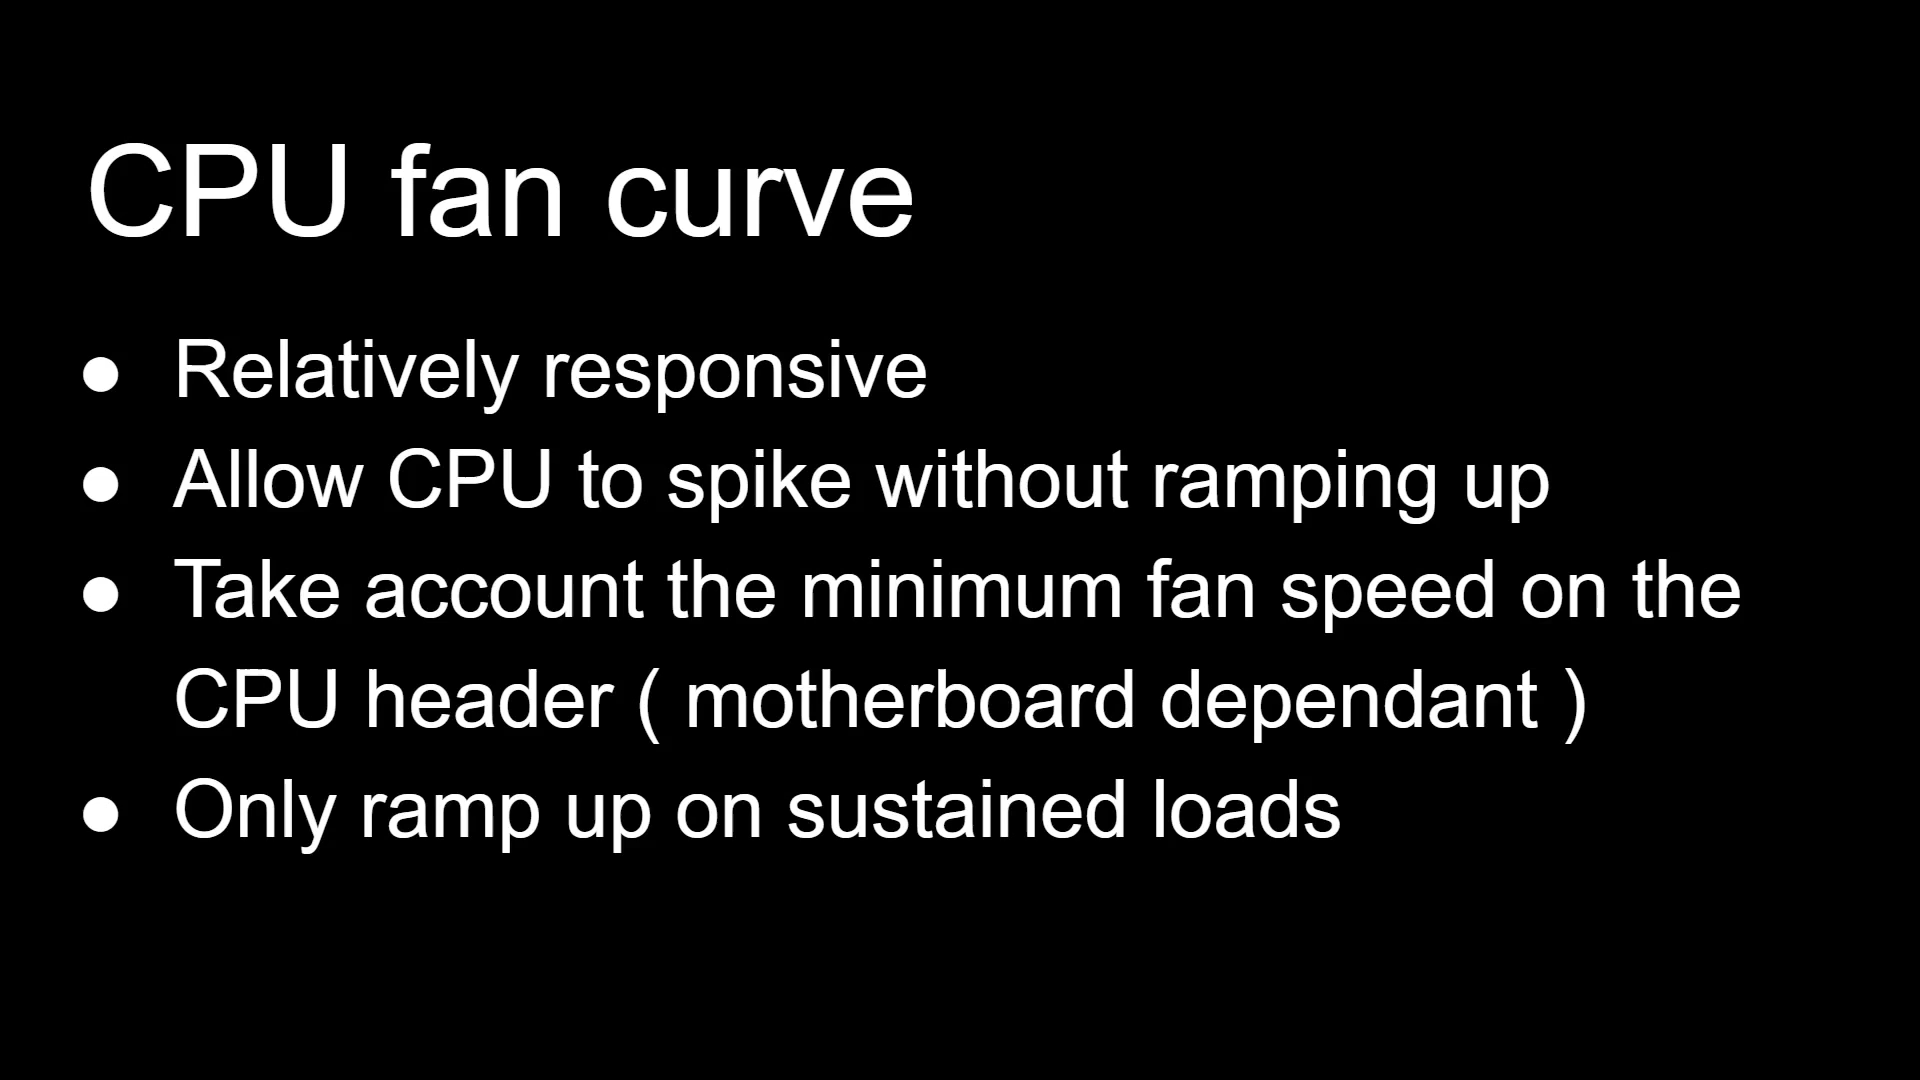 CPU fan curve
● Relatively responsive
● Allow CPU to spike without ramping up
● Take account the minimum fan speed on the
CPU header ( motherboard dependant )
● Only ramp up on sustained loads